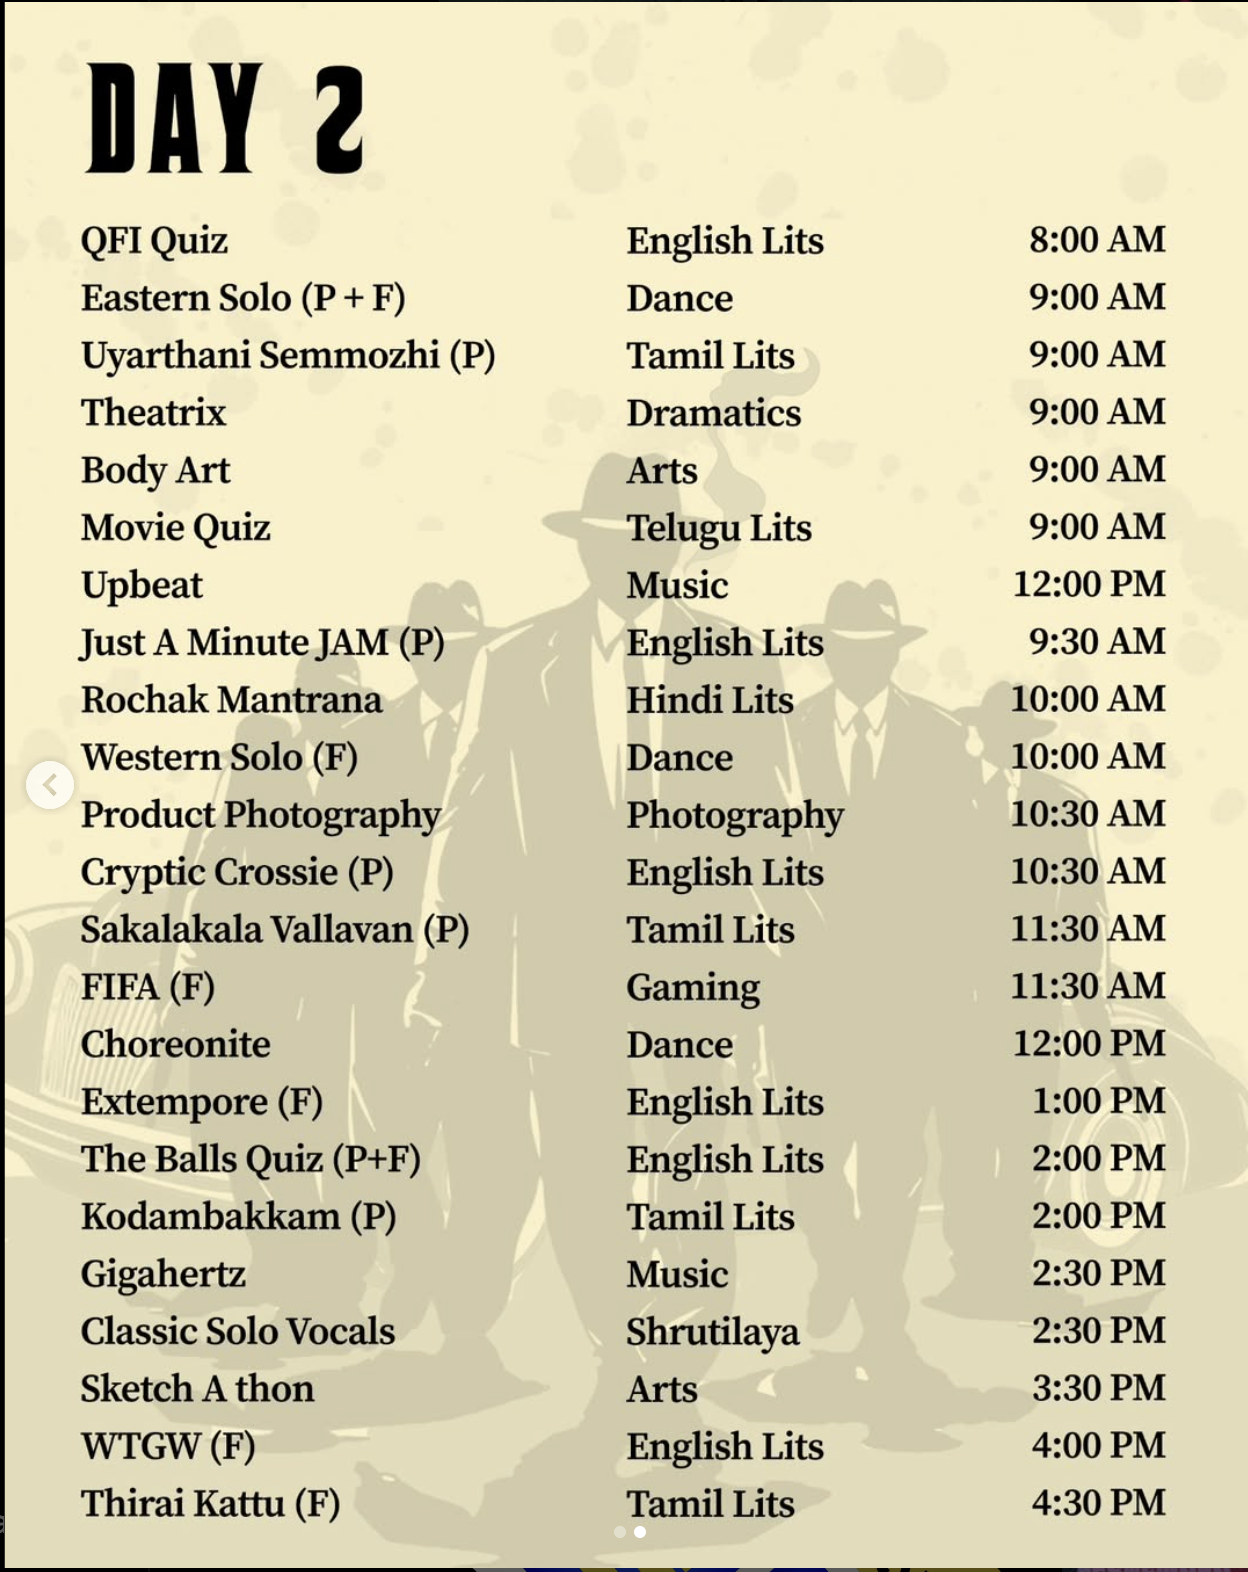 DAY 2
QFI Quiz English Lits 8:00 AM
Eastern Solo (P + F) Dance 9:00 AM
Uyarthani Semmozhi (P) Tamil Lits 9:00 AM
Theatrix Dramatics 9:00 AM
Body Art Arts 9:00 AM
Movie Quiz Telugu Lits 9:00 AM
Upbeat Music 12:00 PM
Just A Minute JAM (P) English Lits 9:30 AM
Rochak Mantrana Hindi Lits 10:00 AM
Western Solo (F) Dance 10:00 AM
Product Photography Photography 10:30 AM
Cryptic Crossie (P) English Lits 10:30 AM
Sakalakala Vallavan (P) Tamil Lits 11:30 AM
FIFA (F) Gaming 11:30 AM
Choreonite Dance 12:00 PM
Extempore (F) English Lits 1:00 PM
The Balls Quiz (P+F) English Lits 2:00 PM
Kodambakkam (P) Tamil Lits 2:00 PM
Gigahertz Music 2:30 PM
Classic Solo Vocals Shrutilaya 2:30 PM
Sketch A thon Arts 3:30 PM
WTGW (F) English Lits 4:00 PM
Thirai Kattu (F) Tamil Lits 4:30 PM